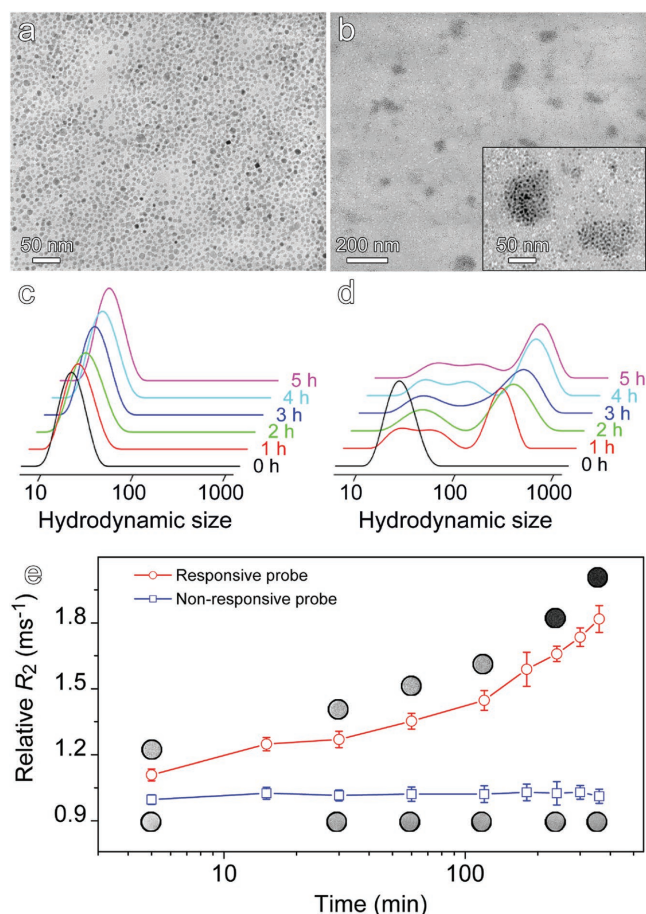 a
b
50 nm
200 nm
50 nm
c
d
5 h
4 h
3 h
2 h
1 h
0 h
5 h
4 h
3 h
2 h
1 h
0 h
10 100 1000
10 100 1000
Hydrodynamic size
Hydrodynamic size
e
Responsive probe
Non-responsive probe
1.8
1.5
1.2
0.9
Relative R₂ (ms⁻¹)
10 100
Time (min)